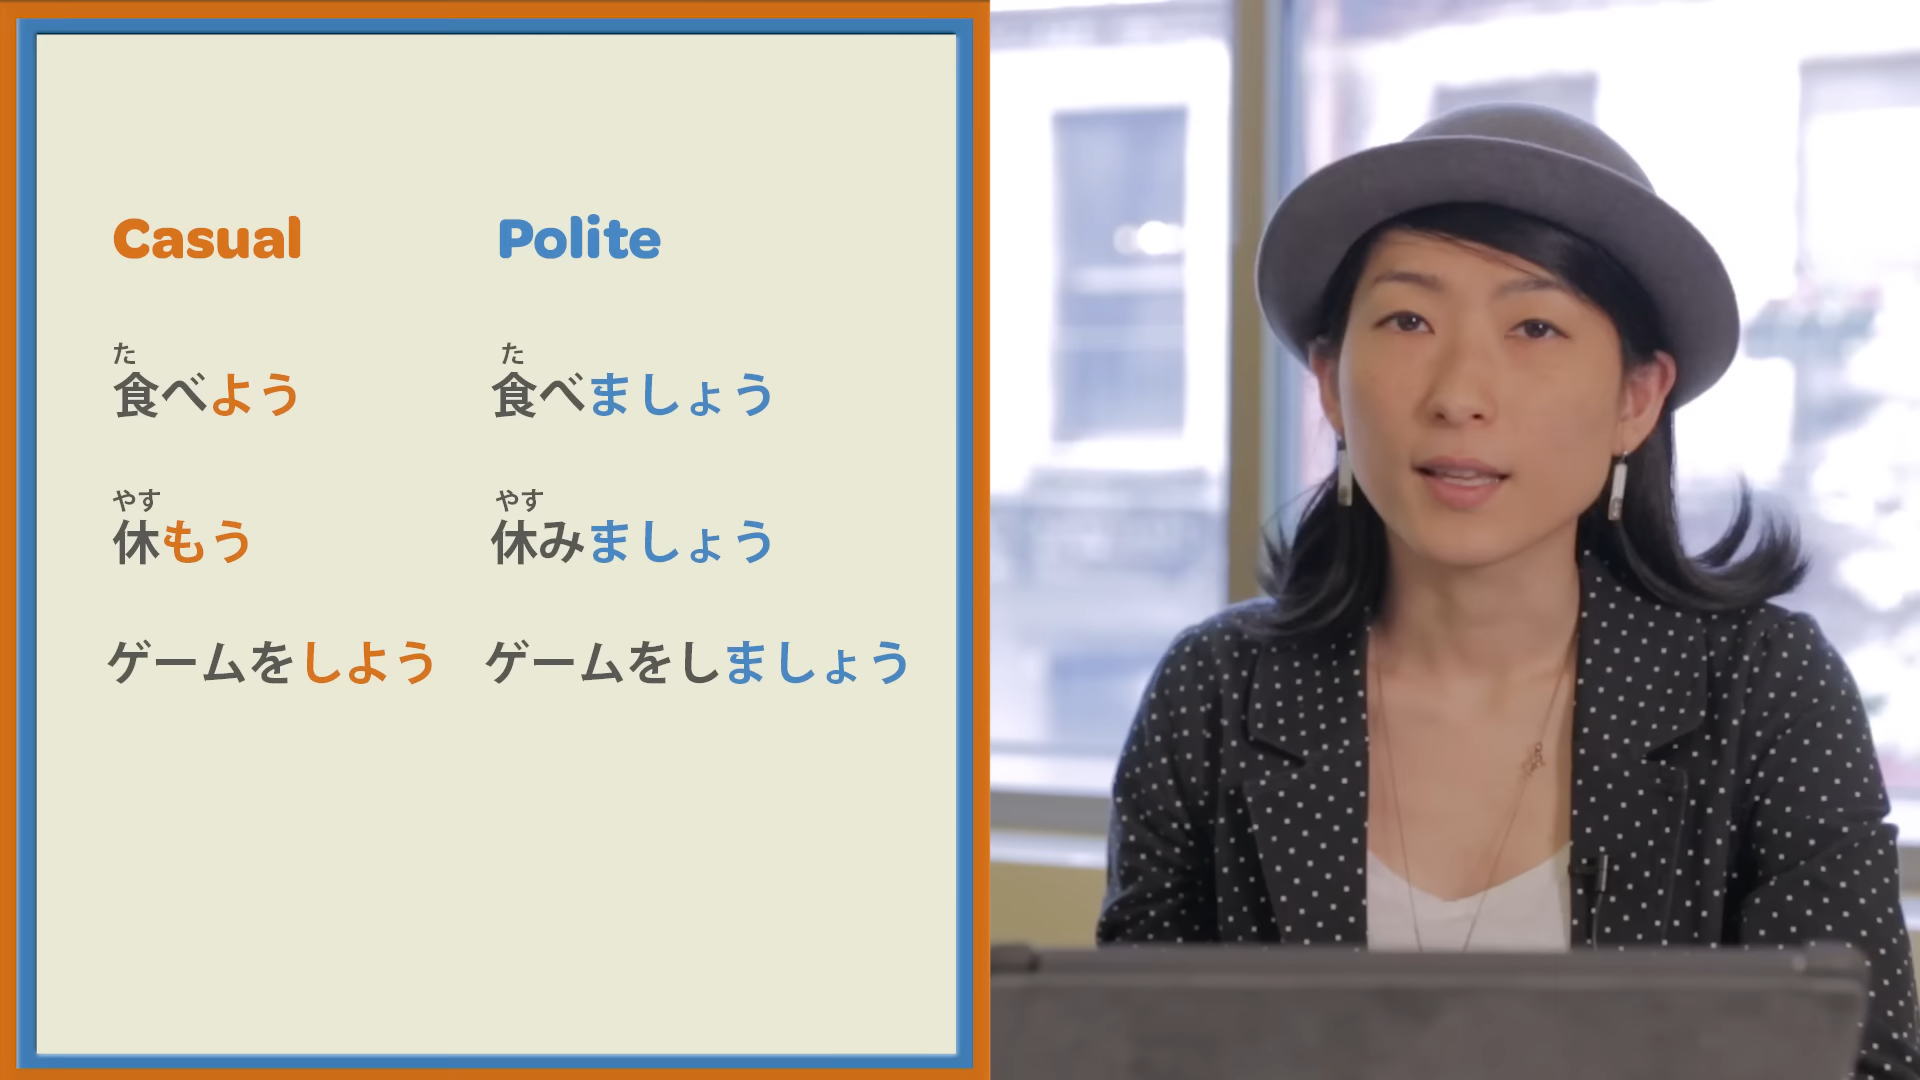 Casual Polite
た た
食べよう 食べましょう
やす やす
休もう 休みましょう
ゲームをしよう ゲームをしましょう